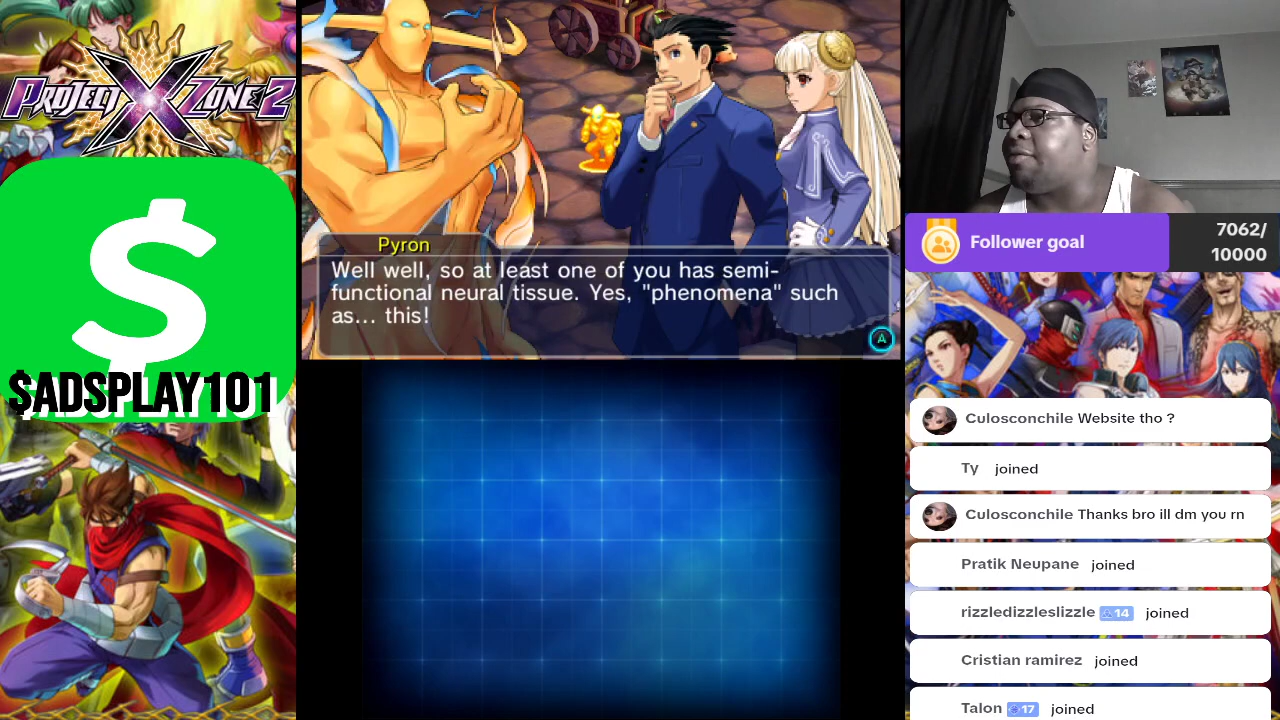 PROJECT X ZONE 2
$
$ADSPLAY101
Pyron
Well well, so at least one of you has semi-
functional neural tissue. Yes, "phenomena" such
as... this!
A
Follower goal
7062/
10000
Culosconchile Website tho ?
Ty joined
Culosconchile Thanks bro ill dm you rn
Pratik Neupane joined
rizzledizzleslizzle 14 joined
Cristian ramirez joined
Talon 17 joined